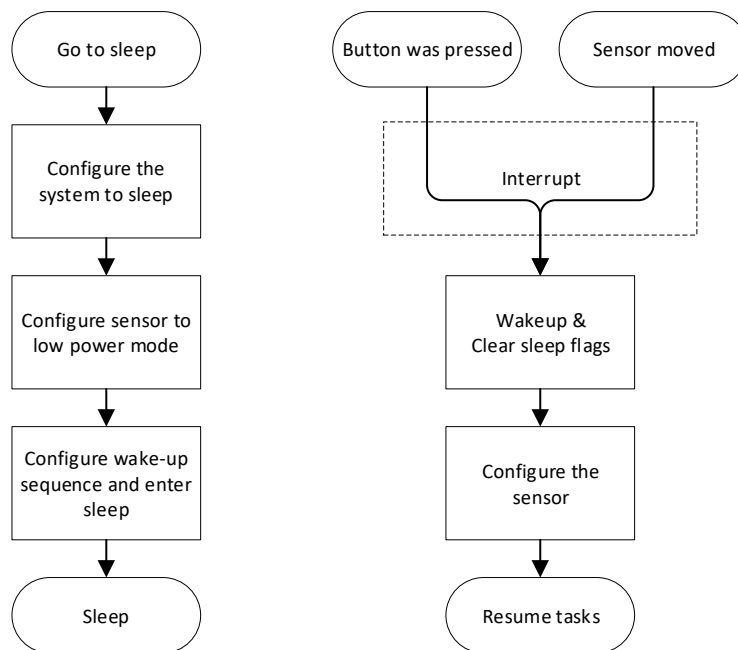 Go to sleep
Configure the
system to sleep
Configure sensor to
low power mode
Configure wake-up
sequence and enter
sleep
Sleep
Button was pressed
Sensor moved
Interrupt
Wakeup &
Clear sleep flags
Configure the
sensor
Resume tasks